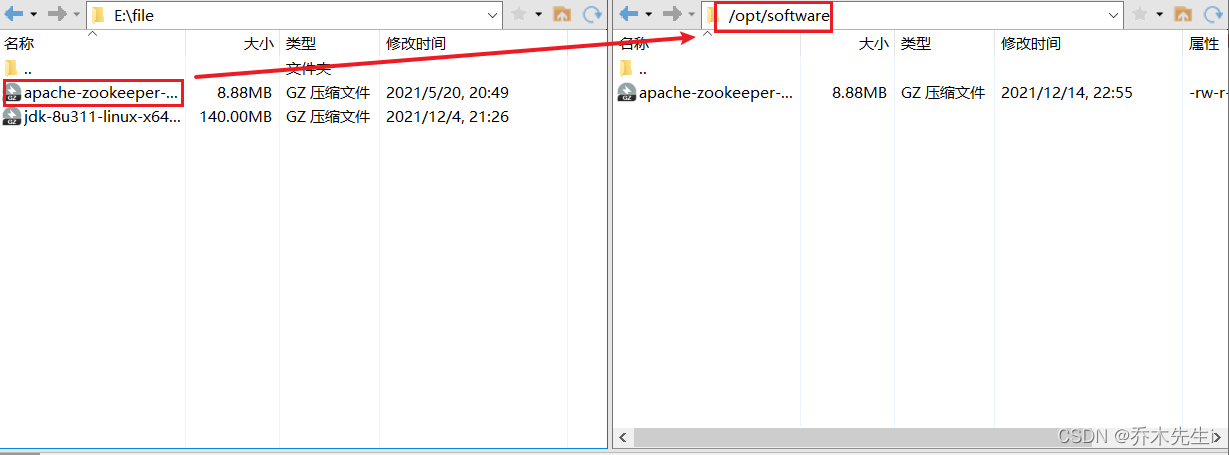 E:\file
名称 大小 类型 修改时间
.. 文件夹
apache-zookeeper-... 8.88MB GZ 压缩文件 2021/5/20, 20:49
jdk-8u311-linux-x64... 140.00MB GZ 压缩文件 2021/12/4, 21:26
/opt/software
名称 大小 类型 修改时间 属性
..
apache-zookeeper-... 8.88MB GZ 压缩文件 2021/12/14, 22:55 -rw-r-
CSDN @乔木先生i